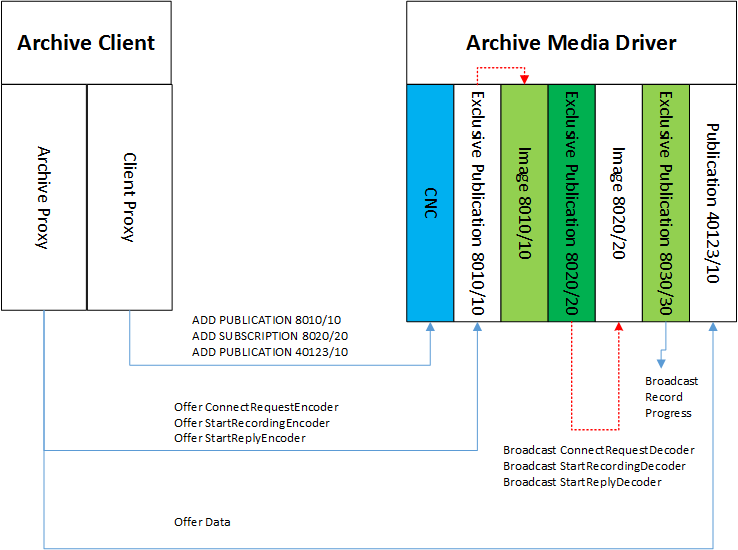 Archive Client
Archive Media Driver
Archive Proxy
Client Proxy
CNC
Exclusive Publication 8010/10
Image 8010/10
Exclusive Publication 8020/20
Image 8020/20
Exclusive Publication 8030/30
Publication 40123/10
ADD PUBLICATION 8010/10
ADD SUBSCRIPTION 8020/20
ADD PUBLICATION 40123/10
Offer ConnectRequestEncoder
Offer StartRecordingEncoder
Offer StartReplyEncoder
Broadcast
Record
Progress
Broadcast ConnectRequestDecoder
Broadcast StartRecordingDecoder
Broadcast StartReplyDecoder
Offer Data